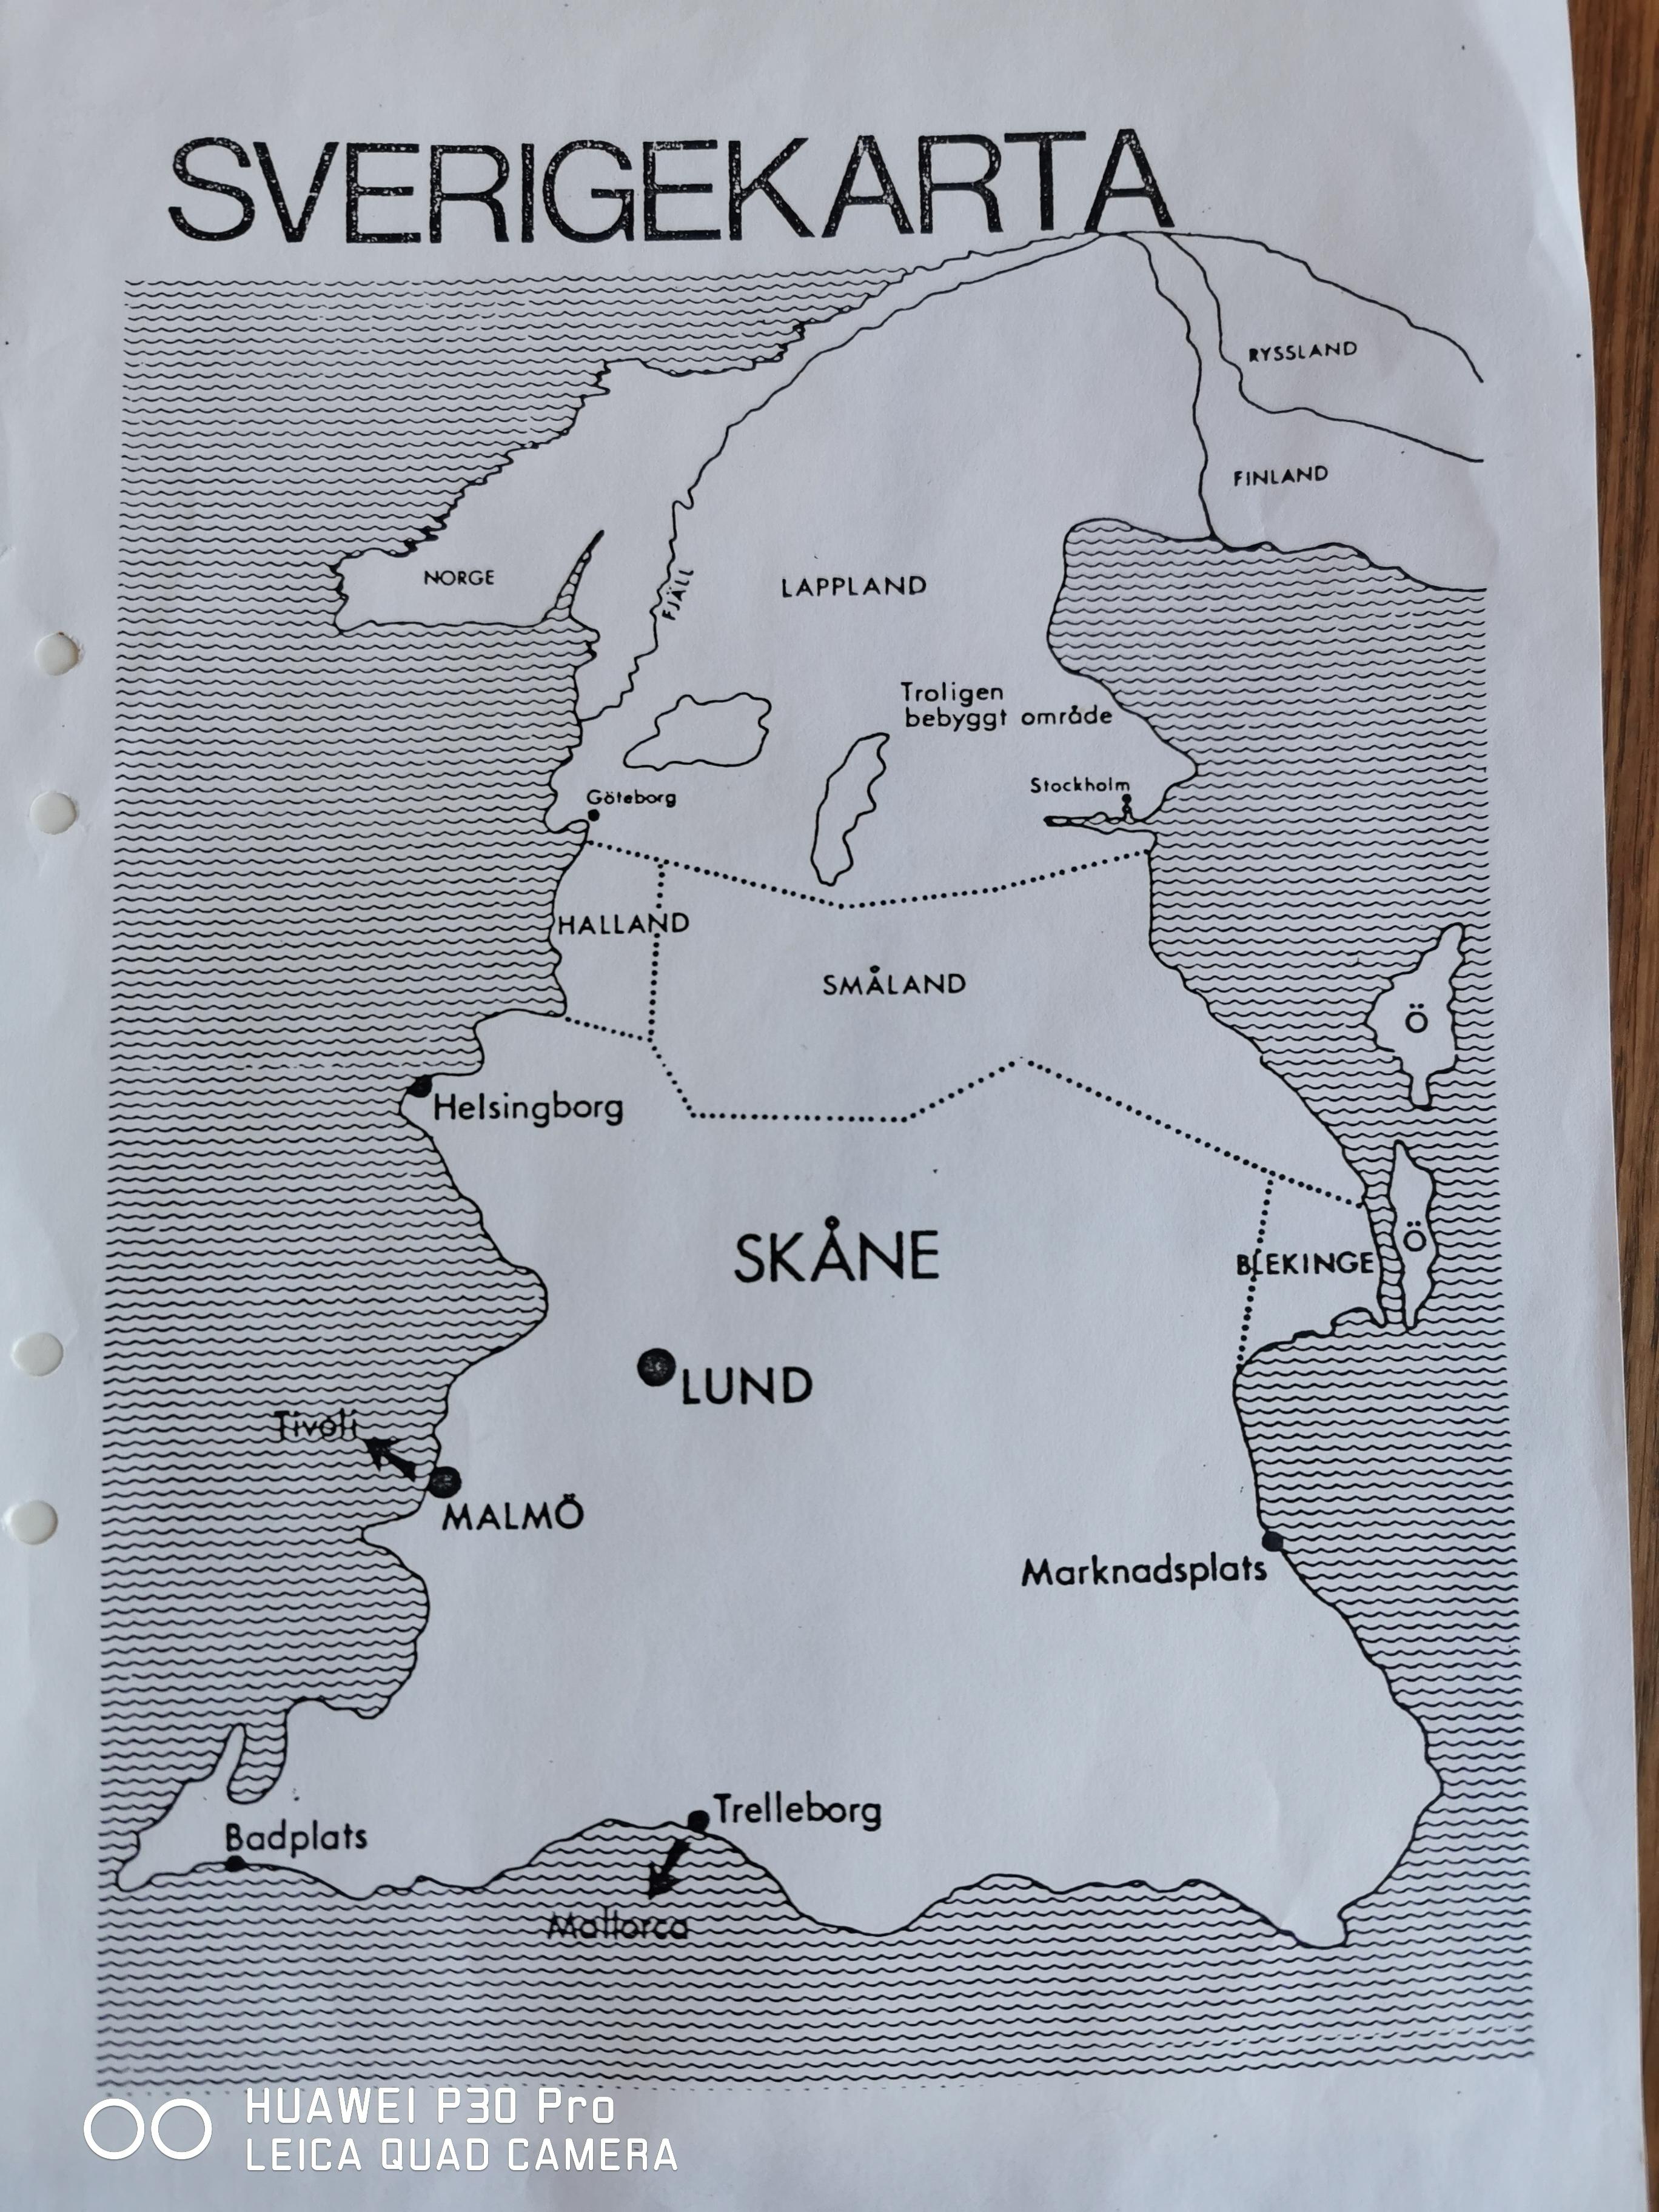 SVERIGEKARTA
RYSSLAND
FINLAND
NORGE
FJÄLL
LAPPLAND
Troligen
bebyggt område
Stockholm
Göteborg
HALLAND
SMÅLAND
Ö
Helsingborg
Ö
SKÅNE
BLEKINGE
LUND
Tivoli
MALMÖ
Marknadsplats
Trelleborg
Badplats
Mallorca
HUAWEI P30 Pro
LEICA QUAD CAMERA